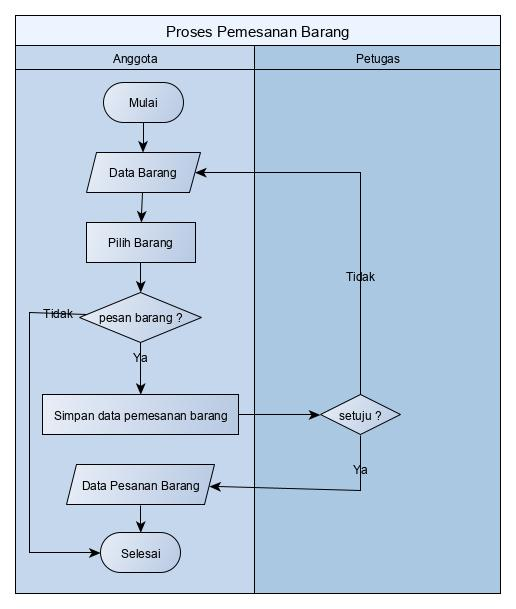 Proses Pemesanan Barang
Anggota
Petugas
Mulai
Data Barang
Pilih Barang
Tidak
Tidak
pesan barang ?
Ya
Simpan data pemesanan barang
setuju ?
Ya
Data Pesanan Barang
Selesai